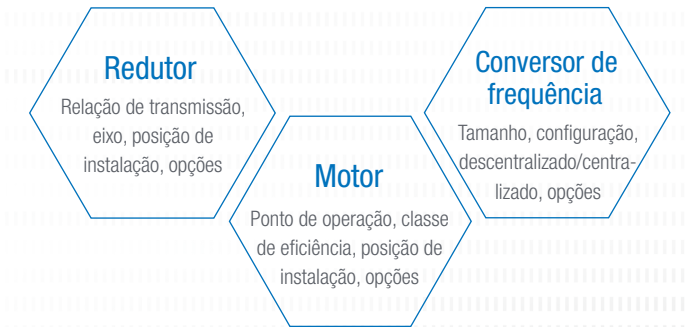 Redutor
Relação de transmissão,
eixo, posição de
instalação, opções
Motor
Ponto de operação, classe
de eficiência, posição de
instalação, opções
Conversor de
frequência
Tamanho, configuração,
descentralizado/centra-
lizado, opções